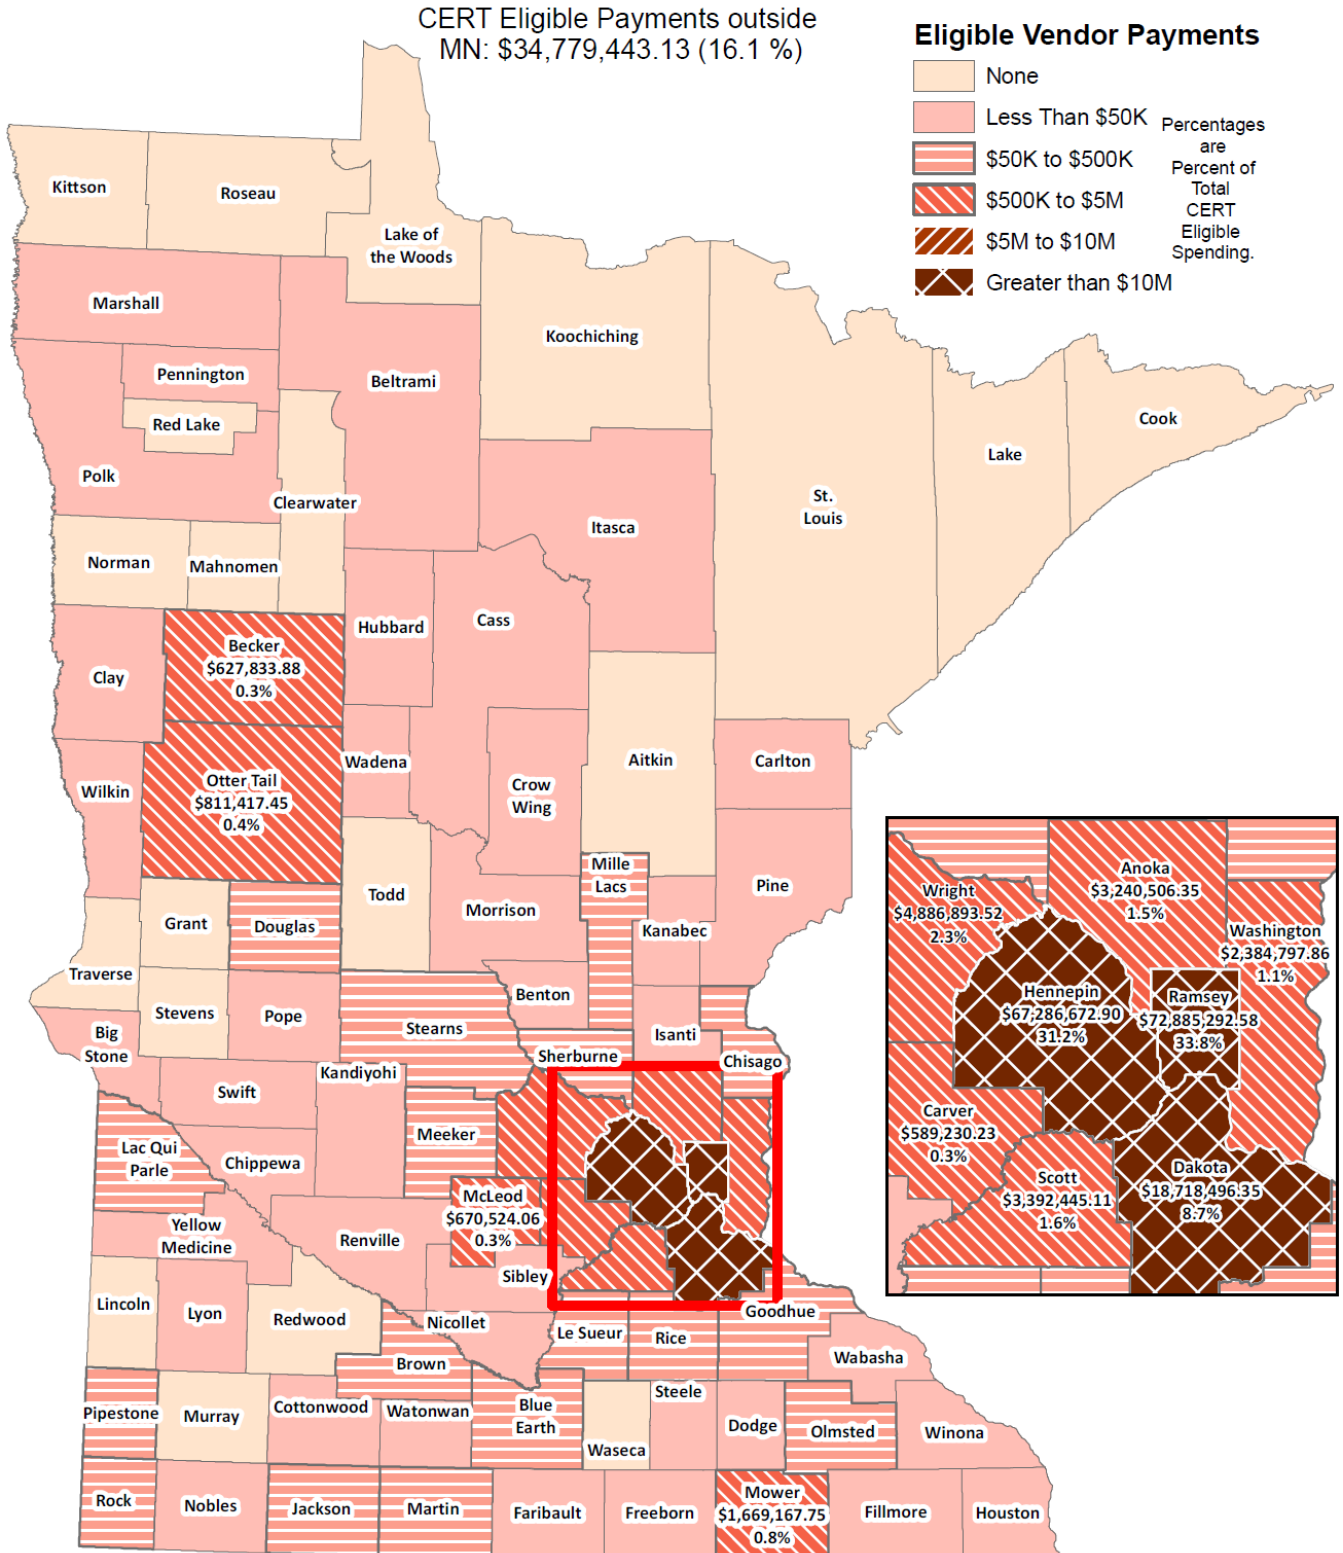 CERT Eligible Payments outside
MN: $34,779,443.13 (16.1 %)
Eligible Vendor Payments
None
Less Than $50K
$50K to $500K
$500K to $5M
$5M to $10M
Greater than $10M
Percentages
are
Percent of
Total
CERT
Eligible
Spending.
Kittson
Roseau
Lake of
the Woods
Marshall
Koochiching
Pennington
Beltrami
Red Lake
Cook
Lake
Polk
Clearwater
St.
Louis
Itasca
Norman
Mahnomen
Hubbard
Cass
Becker
$627,833.88
0.3%
Clay
Otter Tail
$811,417.45
0.4%
Wadena
Wilkin
Crow
Wing
Aitkin
Carlton
Mille
Lacs
Pine
Todd
Morrison
Grant
Douglas
Kanabec
Traverse
Stevens
Pope
Benton
Stearns
Isanti
Big
Stone
Sherburne
Chisago
Kandiyohi
Swift
Meeker
Lac Qui
Parle
Chippewa
McLeod
$670,524.06
0.3%
Yellow
Medicine
Renville
Sibley
Lincoln
Lyon
Redwood
Nicollet
Goodhue
Le Sueur
Rice
Brown
Wabasha
Pipestone
Murray
Cottonwood
Watonwan
Blue
Earth
Steele
Waseca
Dodge
Olmsted
Winona
Rock
Nobles
Jackson
Martin
Faribault
Freeborn
Mower
$1,669,167.75
0.8%
Fillmore
Houston
Anoka
$3,240,506.35
1.5%
Wright
$4,886,893.52
2.3%
Washington
$2,384,797.86
1.1%
Hennepin
$67,286,672.90
31.2%
Ramsey
$72,885,292.58
33.8%
Carver
$589,230.23
0.3%
Scott
$3,392,445.11
1.6%
Dakota
$18,718,496.35
8.7%